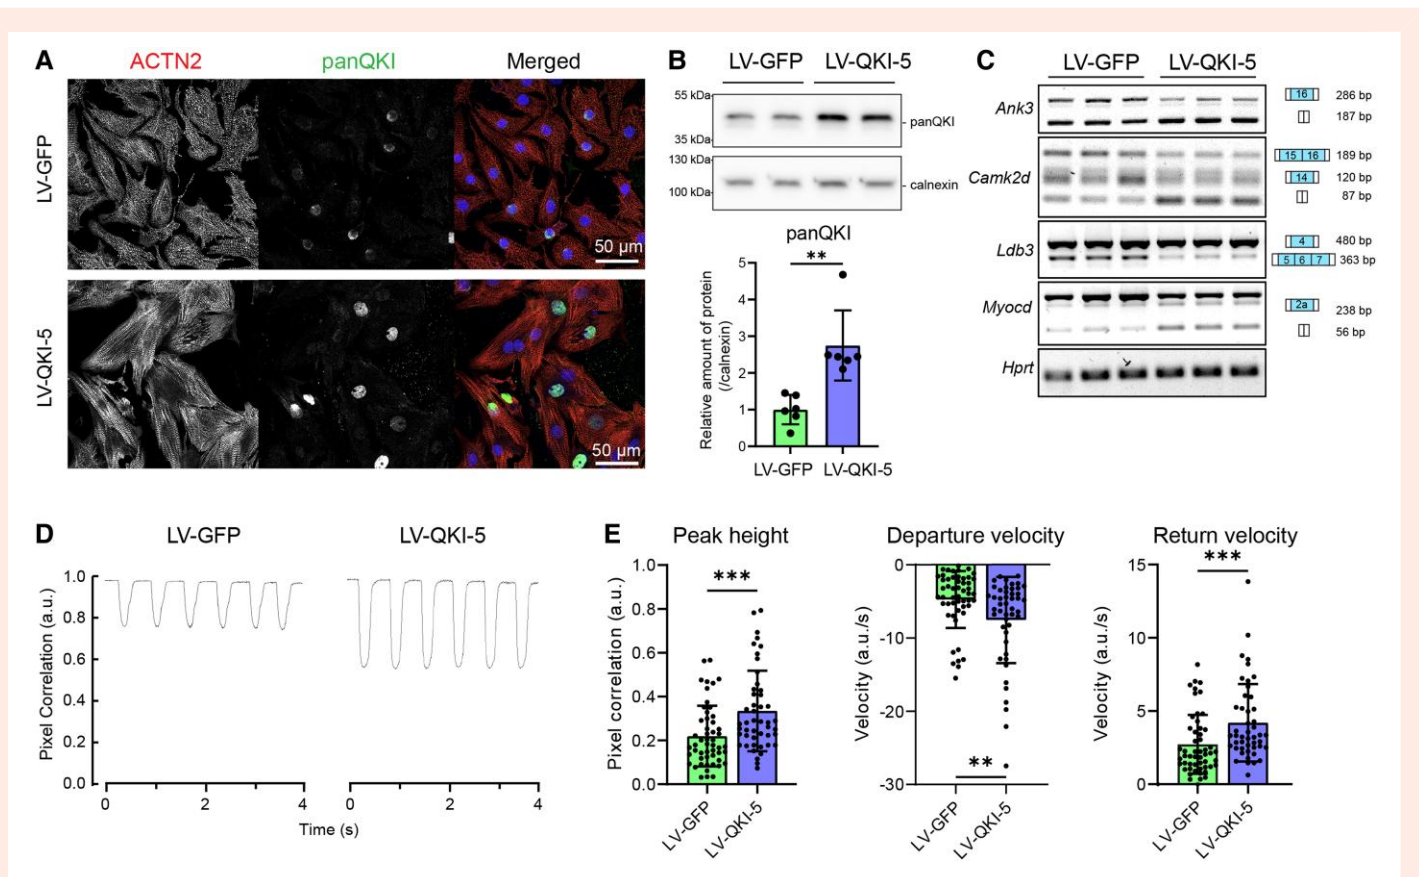 A
ACTN2
panQKI
Merged
LV-GFP
50 µm
LV-QKI-5
50 µm
B
LV-GFP LV-QKI-5
55 kDa
panQKI
35 kDa
130 kDa
calnexin
100 kDa
panQKI
**
Relative amount of protein
(/calnexin)
5
4
3
2
1
0
LV-GFP LV-QKI-5
C
LV-GFP LV-QKI-5
Ank3
16 286 bp
187 bp
Camk2d
15 16 189 bp
14 120 bp
87 bp
Ldb3
4 480 bp
5 6 7 363 bp
Myocd
2a 238 bp
56 bp
Hprt
D
LV-GFP
LV-QKI-5
Pixel Correlation (a.u.)
1.0
0.8
0.6
0.4
0.2
0.0
0 2 4
0 2 4
Time (s)
E
Peak height
***
Pixel correlation (a.u.)
1.0
0.8
0.6
0.4
0.2
0.0
LV-GFP
LV-QKI-5
Departure velocity
Velocity (a.u./s)
0
-10
-20
-30
**
LV-GFP
LV-QKI-5
Return velocity
***
Velocity (a.u./s)
15
10
5
0
LV-GFP
LV-QKI-5